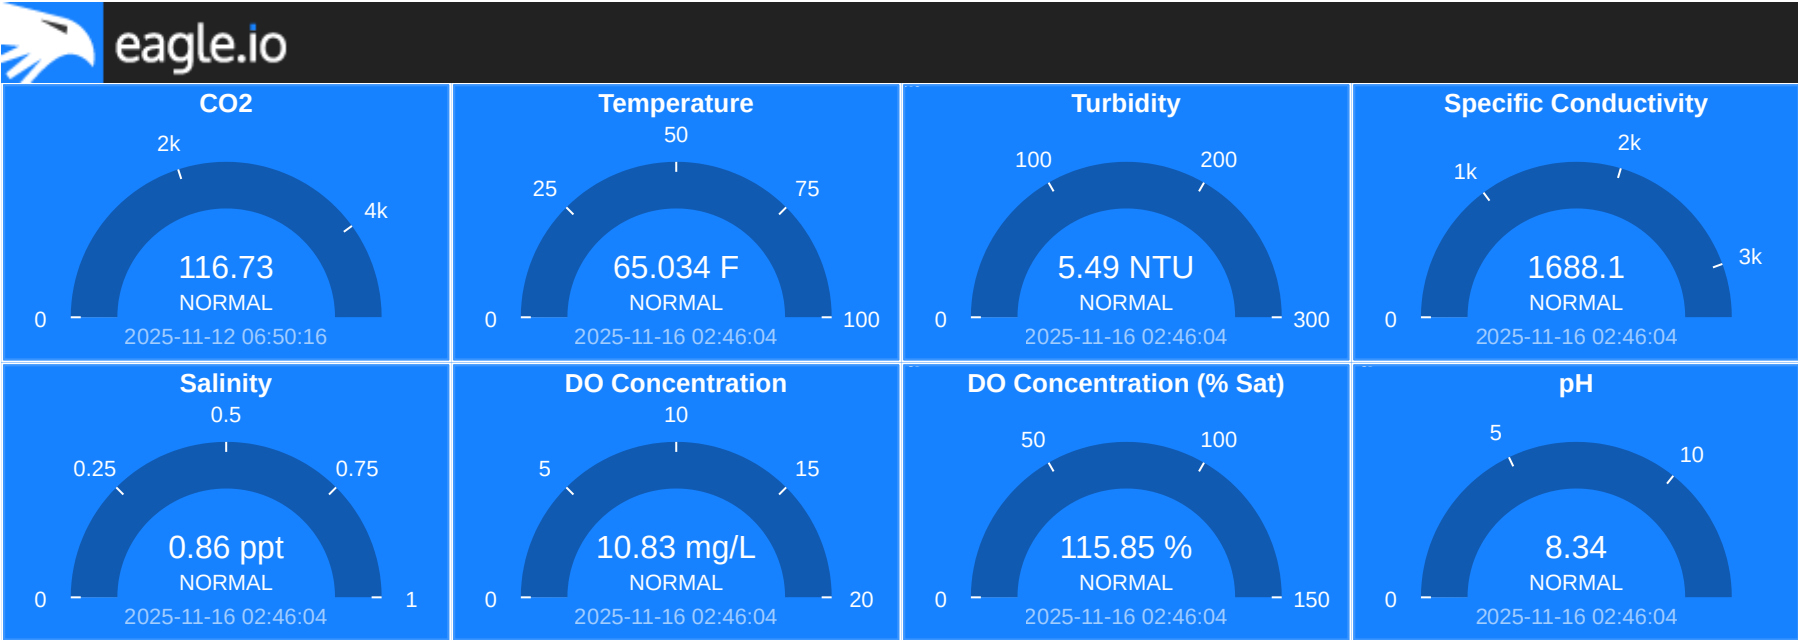 eagle.io
CO2
2k
4k
116.73
NORMAL
0
2025-11-12 06:50:16
Temperature
50
25
75
65.034 F
NORMAL
0
100
2025-11-16 02:46:04
Turbidity
100
200
5.49 NTU
NORMAL
0
300
2025-11-16 02:46:04
Specific Conductivity
2k
1k
3k
1688.1
NORMAL
0
2025-11-16 02:46:04
Salinity
0.5
0.25
0.75
0.86 ppt
NORMAL
0
1
2025-11-16 02:46:04
DO Concentration
10
5
15
10.83 mg/L
NORMAL
0
20
2025-11-16 02:46:04
DO Concentration (% Sat)
50
100
115.85 %
NORMAL
0
150
2025-11-16 02:46:04
pH
5
10
8.34
NORMAL
0
2025-11-16 02:46:04